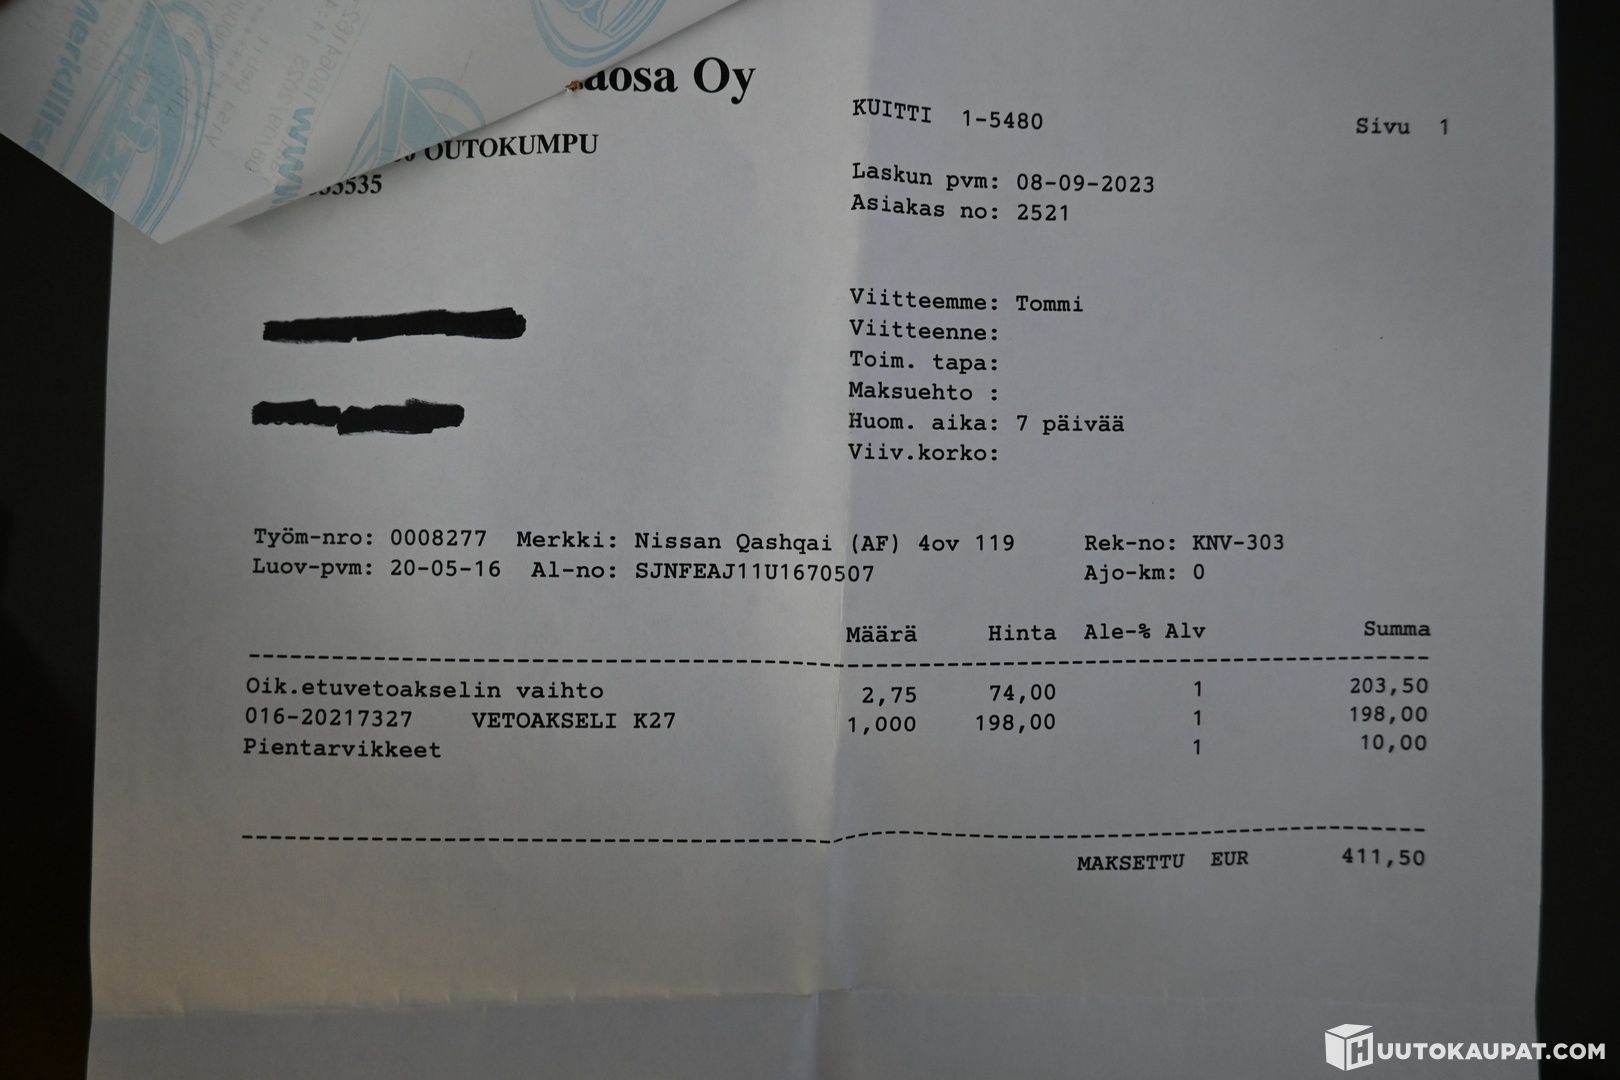 aosa Oy
OUTOKUMPU
35535
KUITTI 1-5480
Sivu 1
Laskun pvm: 08-09-2023
Asiakas no: 2521
Viitteemme: Tommi
Viitteenne:
Toim. tapa:
Maksuehto :
Huom. aika: 7 päivää
Viiv.korko:
Työm-nro: 0008277 Merkki: Nissan Qashqai (AF) 4ov 119 Rek-no: KNV-303
Luov-pvm: 20-05-16 Al-no: SJNFEAJ11U1670507 Ajo-km: 0
Määrä Hinta Ale-% Alv Summa
Oik.etuvetoakselin vaihto 2,75 74,00 1 203,50
016-20217327 VETOAKSELI K27 1,000 198,00 1 198,00
Pientarvikkeet 1 10,00
MAKSETTU EUR 411,50
HUUTOKAUPAT.COM